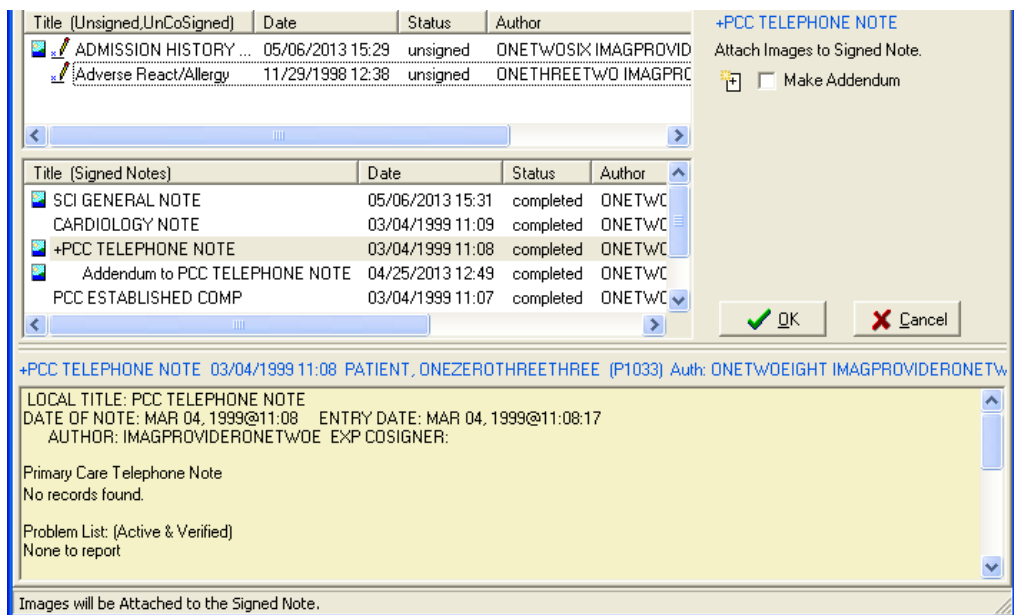 Title (Unsigned,UnCoSigned) Date Status Author
ADMISSION HISTORY ... 05/06/2013 15:29 unsigned ONETWOSIX IMAGPROVID
Adverse React/Allergy 11/29/1998 12:38 unsigned ONETHREETWO IMAGPRO
+PCC TELEPHONE NOTE
Attach Images to Signed Note.
Make Addendum
Title (Signed Notes) Date Status Author
SCI GENERAL NOTE 05/06/2013 15:31 completed ONETWO
CARDIOLOGY NOTE 03/04/1999 11:09 completed ONETWO
+PCC TELEPHONE NOTE 03/04/1999 11:08 completed ONETWO
Addendum to PCC TELEPHONE NOTE 04/25/2013 12:49 completed ONETWO
PCC ESTABLISHED COMP 03/04/1999 11:07 completed ONETWO
OK Cancel
+PCC TELEPHONE NOTE 03/04/1999 11:08 PATIENT, ONEZEROTHREETHREE (P1033) Auth: ONETWOEIGHT IMAGPROVIDERONETW
LOCAL TITLE: PCC TELEPHONE NOTE
DATE OF NOTE: MAR 04, 1999@11:08 ENTRY DATE: MAR 04, 1999@11:08:17
AUTHOR: IMAGPROVIDERONETWOE EXP COSIGNER:
Primary Care Telephone Note
No records found.
Problem List: (Active & Verified)
None to report
Images will be Attached to the Signed Note.